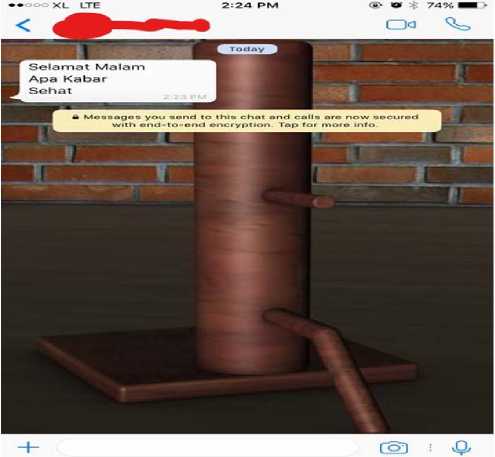 XL LTE 2:24 PM 74%
Today
Selamat Malam
Apa Kabar
Sehat
2:23 PM
Messages you send to this chat and calls are now secured
with end-to-end encryption. Tap for more info.